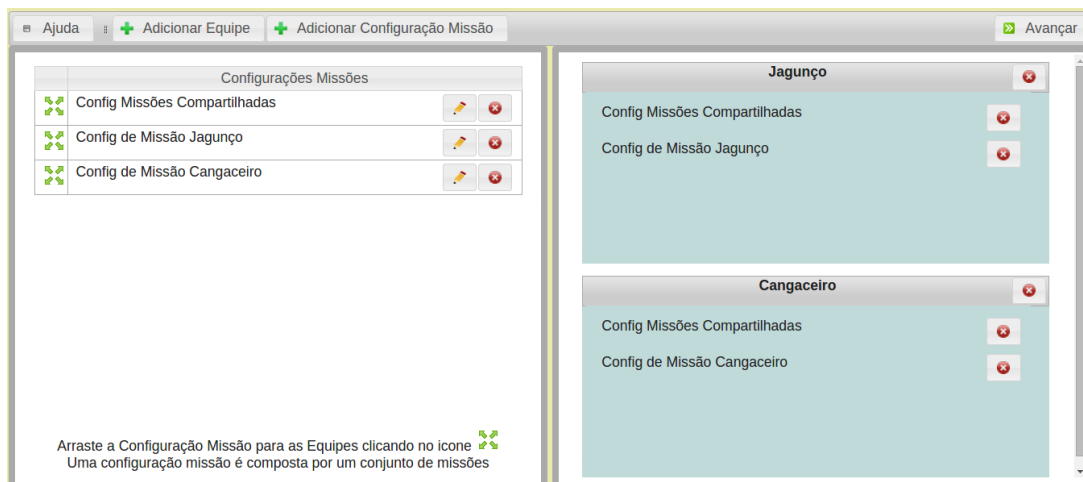 Ajuda
Adicionar Equipe
Adicionar Configuração Missão
Avançar
Configurações Missões
Config Missões Compartilhadas
Config de Missão Jagunço
Config de Missão Cangaceiro
Arraste a Configuração Missão para as Equipes clicando no icone
Uma configuração missão é composta por um conjunto de missões
Jagunço
Config Missões Compartilhadas
Config de Missão Jagunço
Cangaceiro
Config Missões Compartilhadas
Config de Missão Cangaceiro